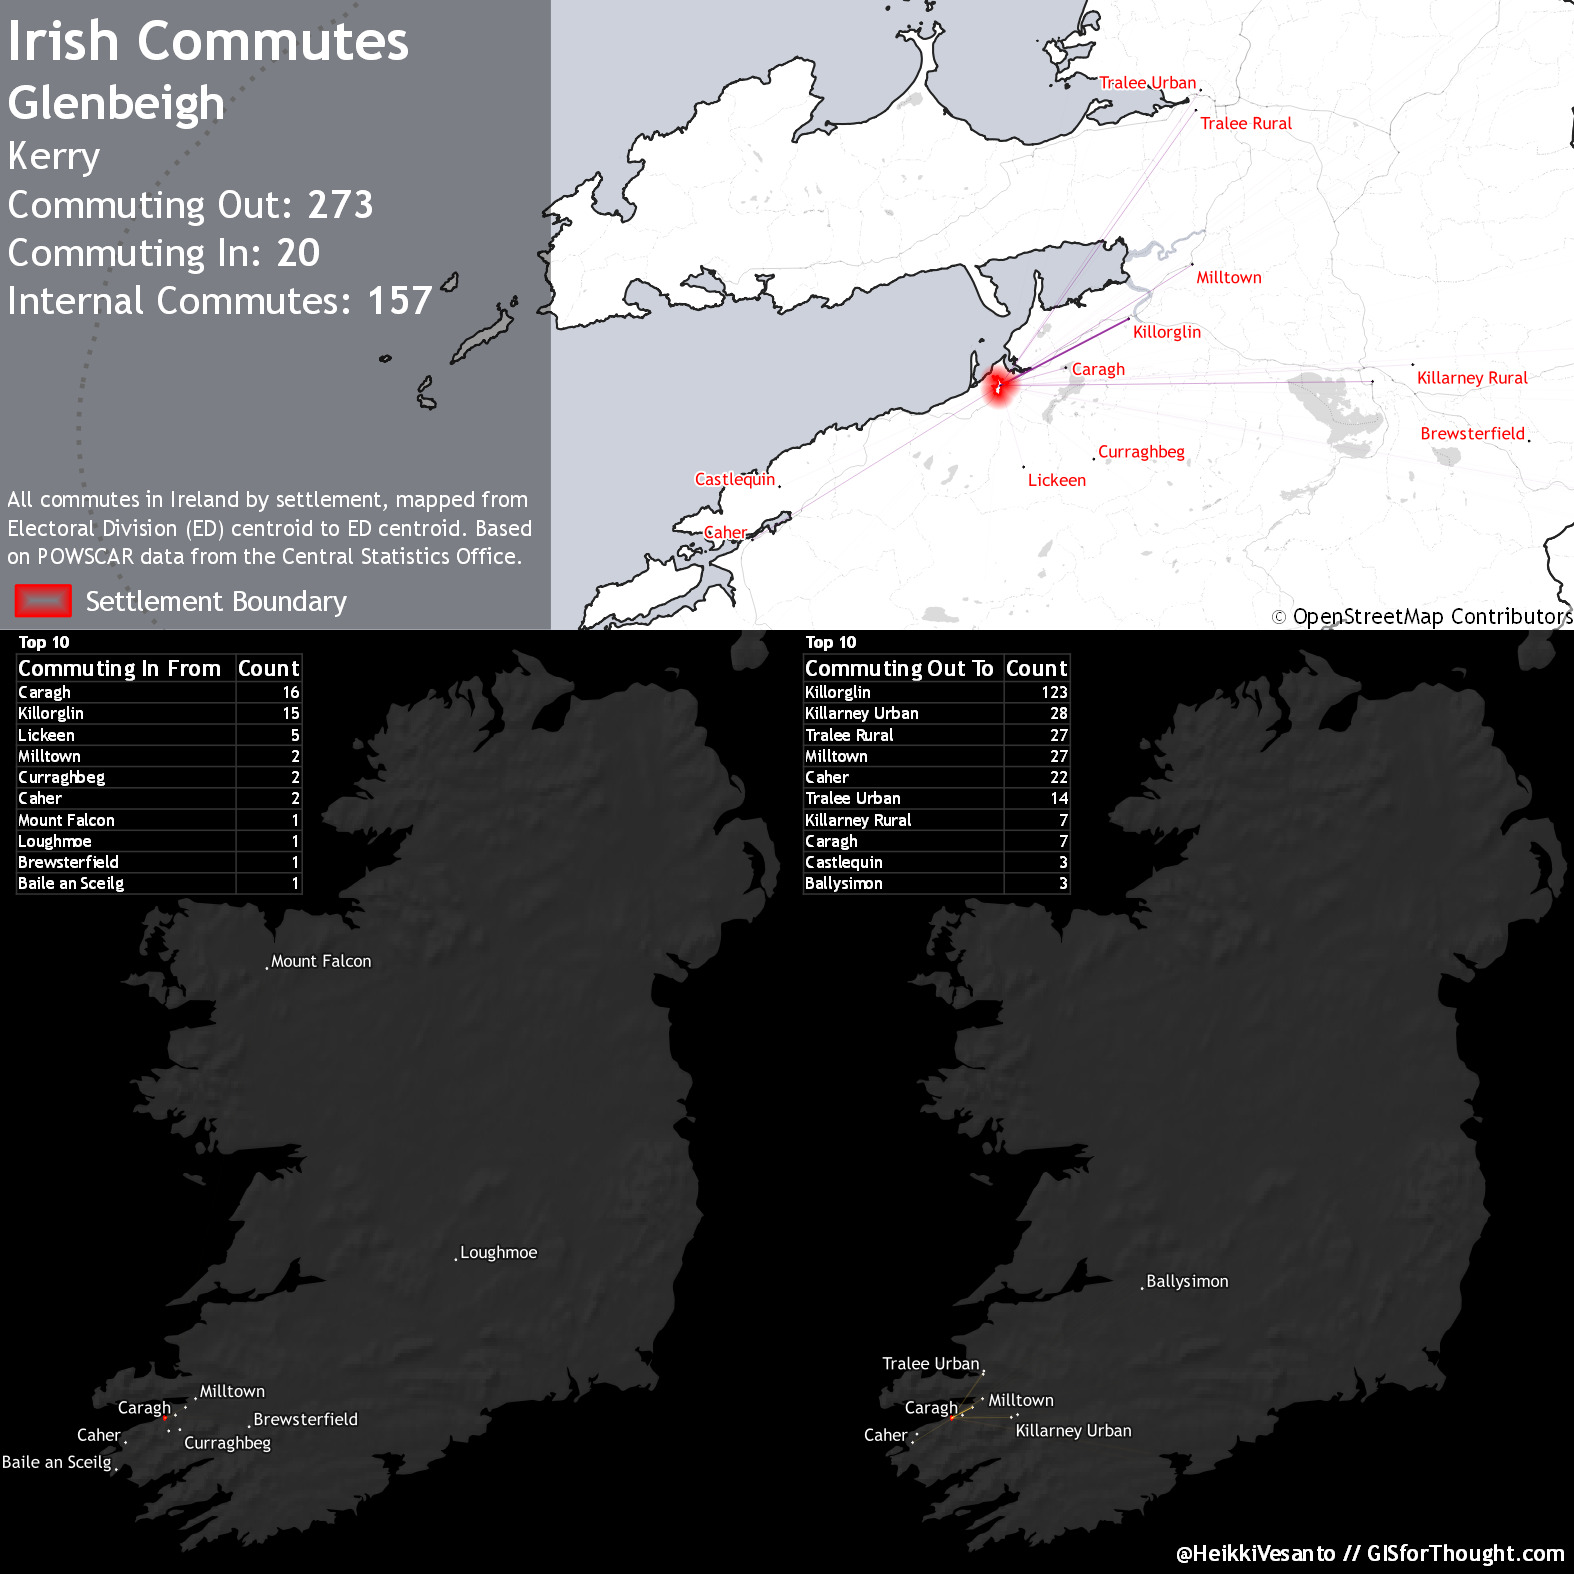 Irish Commutes
Glenbeigh
Kerry
Commuting Out: 273
Commuting In: 20
Internal Commutes: 157
All commutes in Ireland by settlement, mapped from
Electoral Division (ED) centroid to ED centroid. Based
on POWSCAR data from the Central Statistics Office.
Settlement Boundary
Tralee Urban
Tralee Rural
Milltown
Killorglin
Caragh
Killarney Rural
Brewsterfield
Curraghbeg
Lickeen
Castlequin
Caher
© OpenStreetMap Contributors
Top 10
Commuting In From Count
Caragh 16
Killorglin 15
Lickeen 5
Milltown 2
Curraghbeg 2
Caher 2
Mount Falcon 1
Loughmoe 1
Brewsterfield 1
Baile an Sceilg 1
Mount Falcon
Loughmoe
Milltown
Caragh
Brewsterfield
Caher
Curraghbeg
Baile an Sceilg
Top 10
Commuting Out To Count
Killorglin 123
Killarney Urban 28
Tralee Rural 27
Milltown 27
Caher 22
Tralee Urban 14
Killarney Rural 7
Caragh 7
Castlequin 3
Ballysimon 3
Ballysimon
Tralee Urban
Milltown
Caragh
Killarney Urban
Caher
@HeikkiVesanto // GISforThought.com